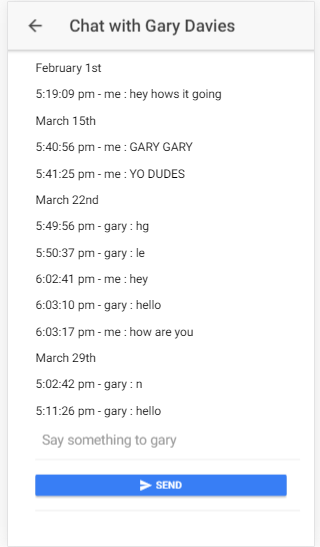 Chat with Gary Davies
February 1st
5:19:09 pm - me : hey hows it going
March 15th
5:40:56 pm - me : GARY GARY
5:41:25 pm - me : YO DUDES
March 22nd
5:49:56 pm - gary : hg
5:50:37 pm - gary : le
6:02:41 pm - me : hey
6:03:10 pm - gary : hello
6:03:17 pm - me : how are you
March 29th
5:02:42 pm - gary : n
5:11:26 pm - gary : hello
Say something to gary
SEND